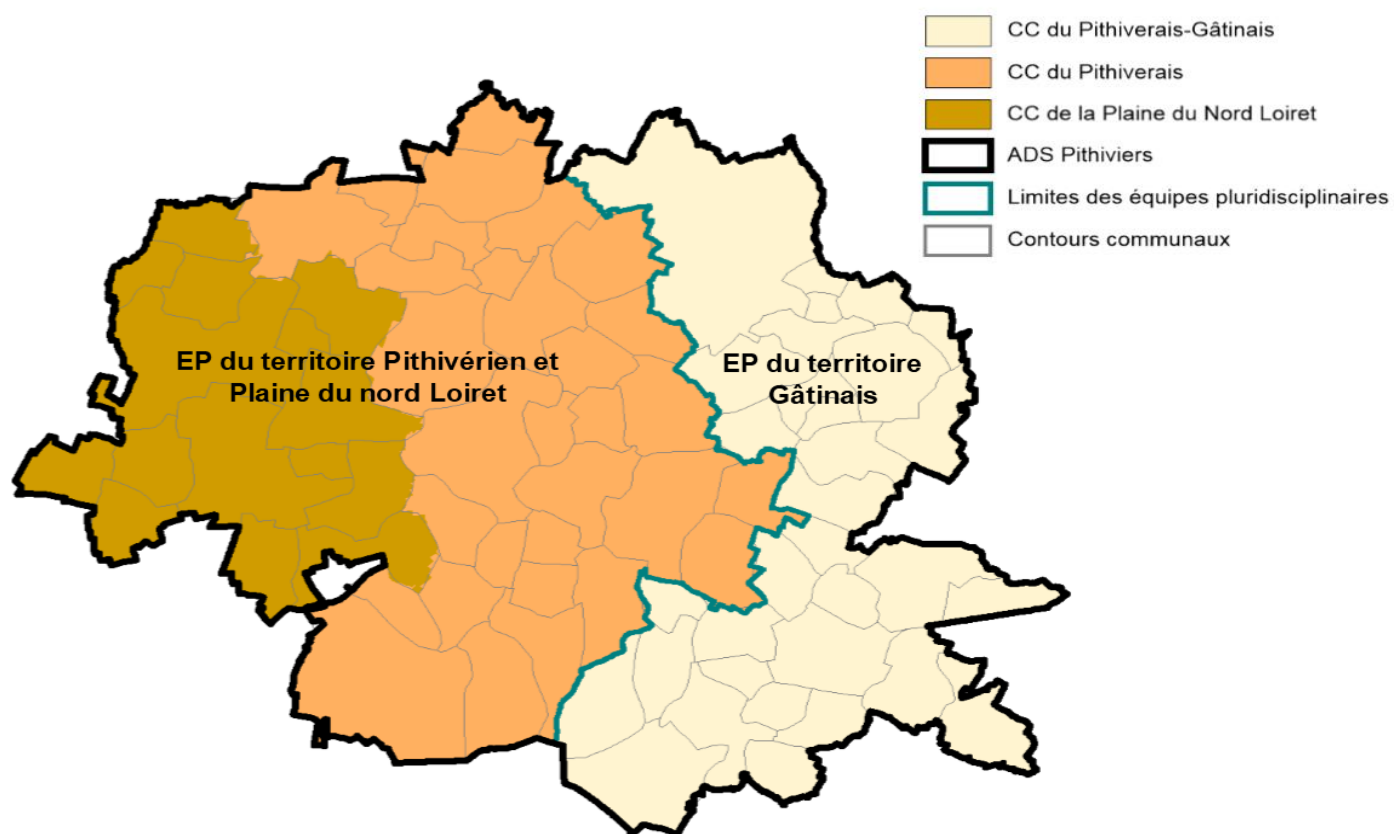 CC du Pithiverais-Gâtinais
CC du Pithiverais
CC de la Plaine du Nord Loiret
ADS Pithiviers
Limites des équipes pluridisciplinaires
Contours communaux
EP du territoire Pithivérien et
Plaine du nord Loiret
EP du territoire
Gâtinais